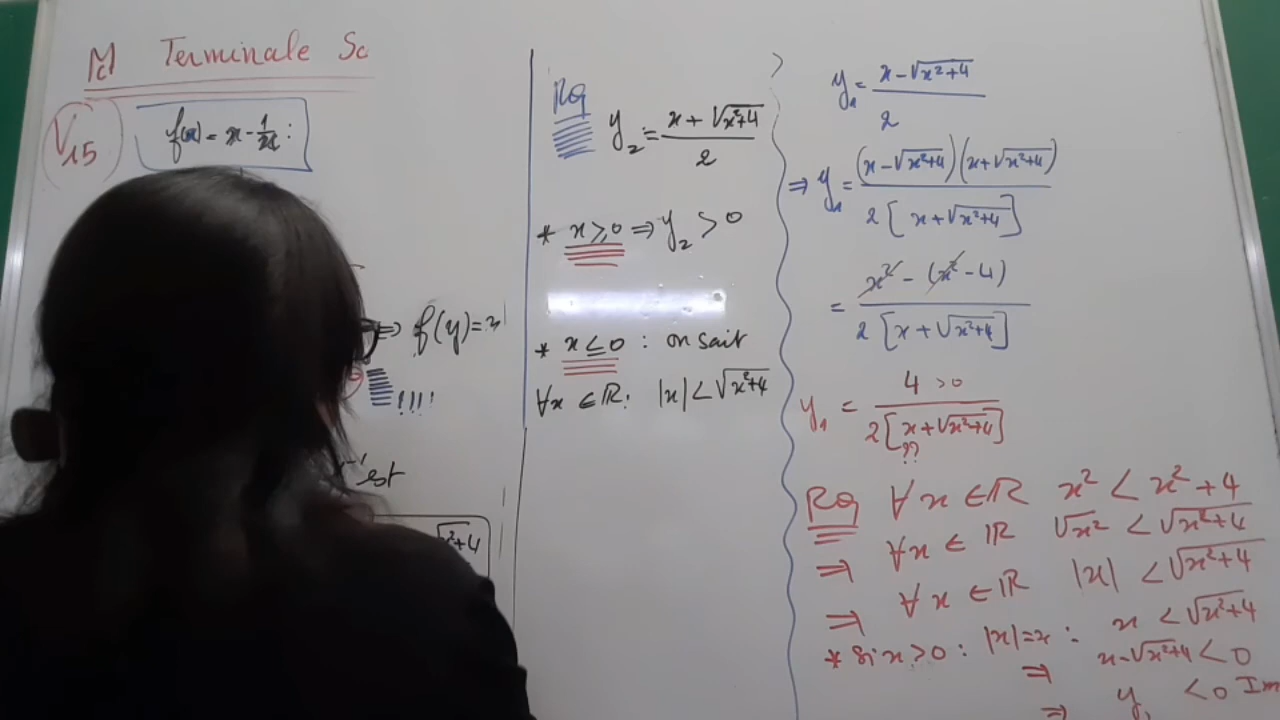 M Terminale Sc
V15
f(x) = x - 1/x :
⇒ f(y) = x
!!!!
est
√x²+4
RQ
y₂ = (x + √x²+4) / 2
* x ≥ 0 ⇒ y₂ > 0
* x ≤ 0 : on sait
∀x ∈ ℝ : |x| < √x²+4
y₁ = (x - √x²+4) / 2
⇒ y₁ = (x - √x²+4)(x + √x²+4) / 2[x + √x²+4]
= x² - (x² - 4) / 2[x + √x²+4]
y₁ = 4 > 0 / 2[x + √x²+4]
??
RQ ∀x ∈ ℝ x² < x² + 4
⇒ ∀x ∈ ℝ √x² < √x²+4
⇒ ∀x ∈ ℝ |x| < √x²+4
* Si x > 0 : |x| = x : x < √x²+4
⇒ x - √x²+4 < 0
⇒ y₁ < 0 Im